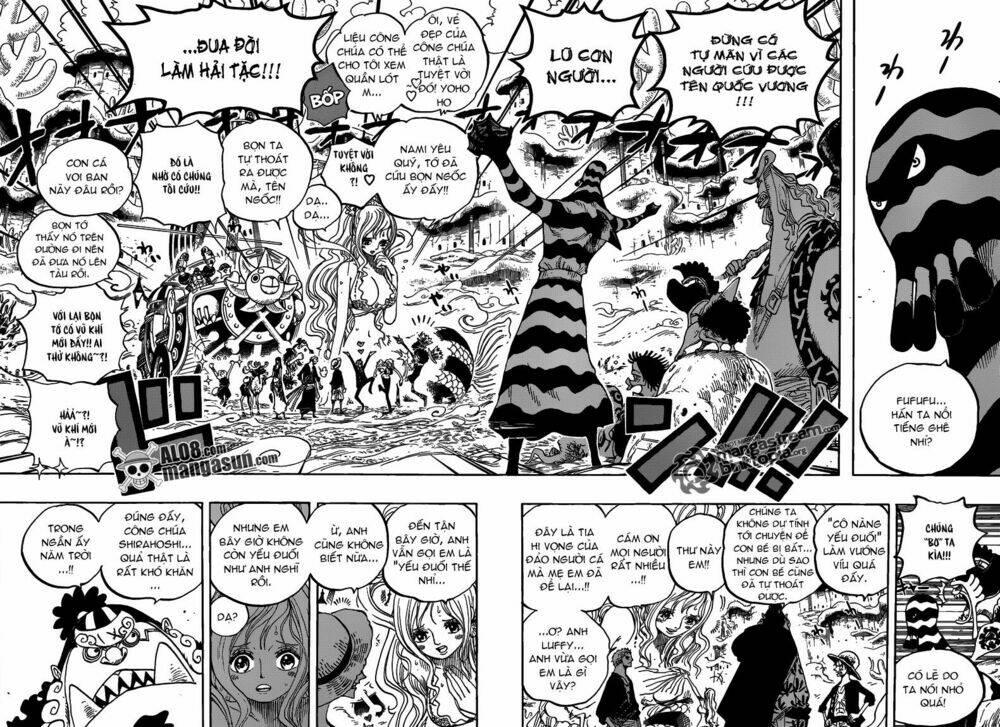 ĐỪNG CÓ
TỰ MÃN VÌ CÁC
NGƯỜI CỨU ĐƯỢC
TÊN QUỐC VƯƠNG
!!!
LŨ CON
NGƯỜI...
...ĐUA ĐÒI
LÀM HẢI TẶC!!!
FUFUFU...
HẮN TA NỔI
TIẾNG GHÊ
NHỈ?
ÔI, VẺ
ĐẸP CỦA
CÔNG CHÚA
THẬT LÀ
TUYỆT VỜI
ĐÓ! YOHO
HO
LIỆU CÔNG
CHÚA CÓ THỂ
CHO TÔI XEM
QUẦN LÓT
M...
BỐP
NAMI YÊU
QUÝ, TỚ ĐÃ
CỨU BỌN NGỐC
ẤY ĐẤY!!
TUYỆT VỜI
KHÔNG
?!
DẠ...
DẠ...
BỌN TA
TỰ THOÁT
RA ĐƯỢC
MÀ, TÊN
NGỐC!!
ĐÓ LÀ
NHỜ CÓ CHÚNG
TÔI CỨU!!
CON CÁ
VOI BAN
NÃY ĐÂU RỒI?
BỌN TỚ
THẤY NÓ TRÊN
ĐƯỜNG ĐI NÊN
ĐÃ ĐƯA NÓ LÊN
TÀU RỒI.
VỚI LẠI BỌN
TỚ CÓ VŨ KHÍ
MỚI ĐẤY!! AI
THỬ KHÔNG~?!
HẢẢ~?!
VŨ KHÍ MỚI
À~?
ALO8.com
mangasun.com
mangastream.com
CHÚNG
"BƠ" TA
KÌA!!!
CÓ LẼ DO
TA NÓI NHỎ
QUÁ!
"CÔ NÀNG
YẾU ĐUỐI"
LÀM VƯỚNG
VÍU QUÁ ĐẤY.
CHÚNG TA
KHÔNG DỰ TÍNH
TỚI CHUYỆN ĐỂ
CON BÉ BỊ BẮT...
NHƯNG DÙ SAO
THÌ CON BÉ CŨNG
ĐÃ TỰ THOÁT
ĐƯỢC.
THƯ NÀY
EM!!
CÁM
ƠN MỌI NGƯỜI
RẤT NHIỀU
...!!
ĐÂY LÀ TIA
HI VỌNG CỦA
ĐẢO NGƯỜI CÁ
MÀ MẸ EM ĐÃ
ĐỂ LẠI...!!
...Ơ? ANH
LUFFY...
ANH VỪA GỌI
EM LÀ GÌ
VẬY?
ĐẾN TẬN
BÂY GIỜ, ANH
VẪN GỌI EM LÀ
"YẾU ĐUỐI" THẾ
NHỈ...
Ừ, ANH
CŨNG KHÔNG
BIẾT NỮA...
NHƯNG EM
BÂY GIỜ KHÔNG
CÒN YẾU ĐUỐI
NHƯ ANH NGHĨ
RỒI.
DẠ?
ĐÚNG ĐẤY,
CÔNG CHÚA
SHIRAHOSHI...
QUẢ THẬT LÀ
RẤT KHÓ KHĂN
...
TRONG
NGẦN ẤY
NĂM TRỜI
...!!